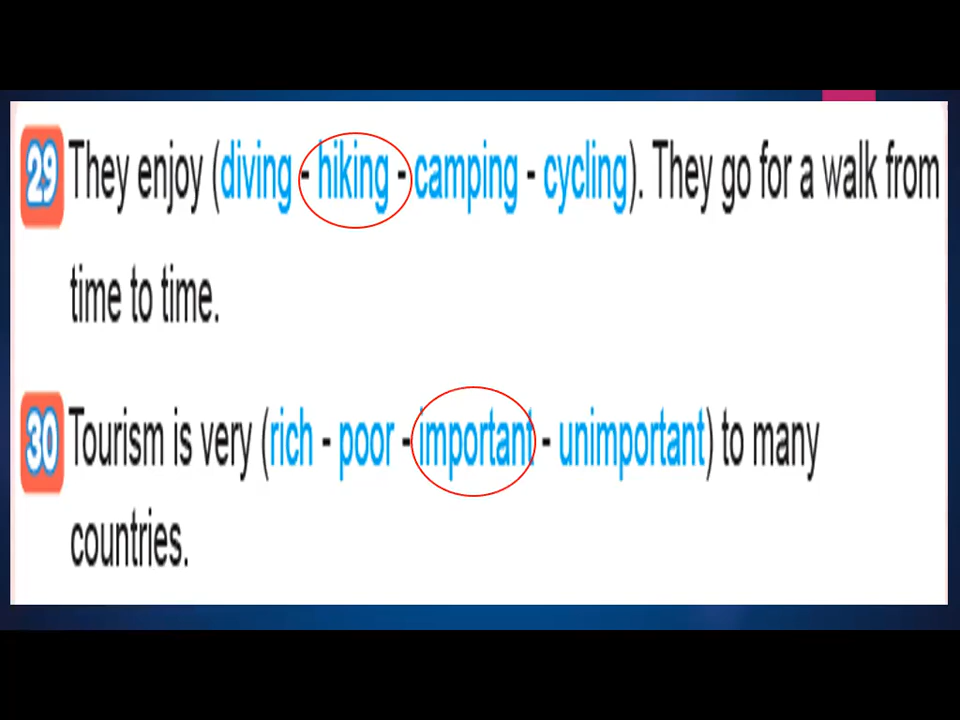 29 They enjoy (diving - hiking - camping - cycling). They go for a walk from
time to time.
30 Tourism is very (rich - poor - important - unimportant) to many
countries.